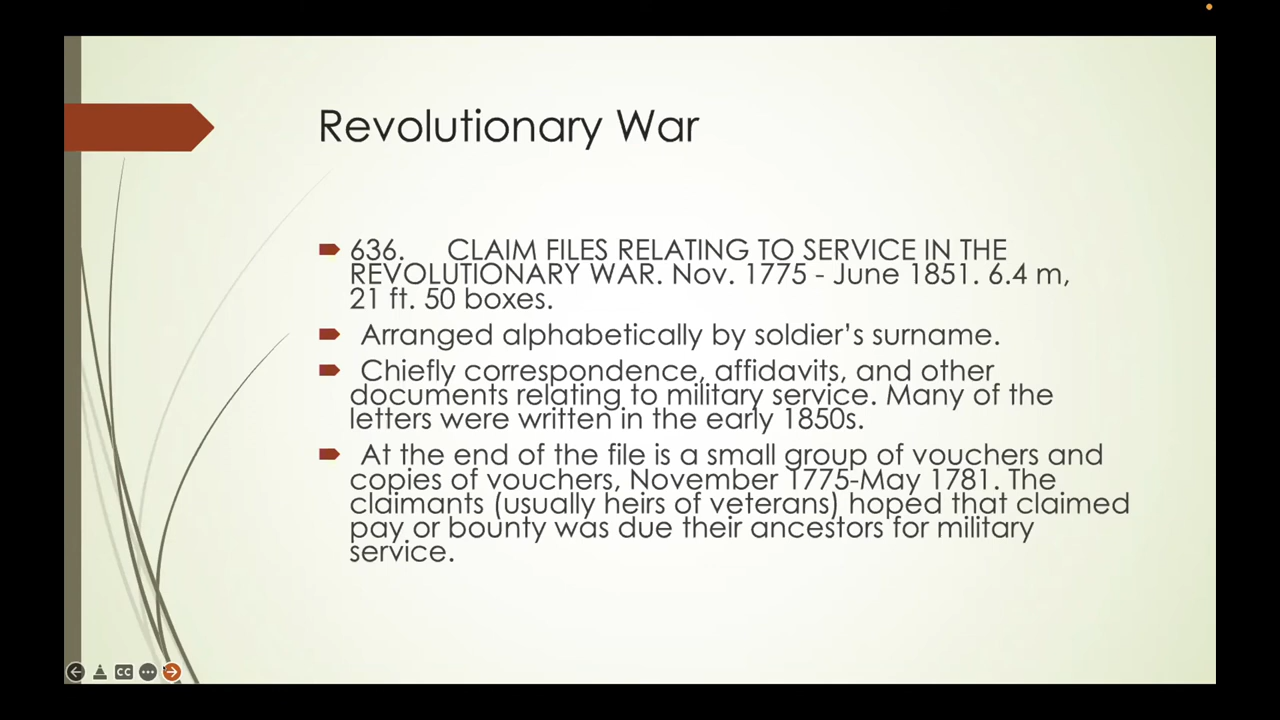 Revolutionary War
636. CLAIM FILES RELATING TO SERVICE IN THE
REVOLUTIONARY WAR. Nov. 1775 - June 1851. 6.4 m,
21 ft. 50 boxes.
Arranged alphabetically by soldier’s surname.
Chiefly correspondence, affidavits, and other
documents relating to military service. Many of the
letters were written in the early 1850s.
At the end of the file is a small group of vouchers and
copies of vouchers, November 1775-May 1781. The
claimants (usually heirs of veterans) hoped that claimed
pay or bounty was due their ancestors for military
service.
CC